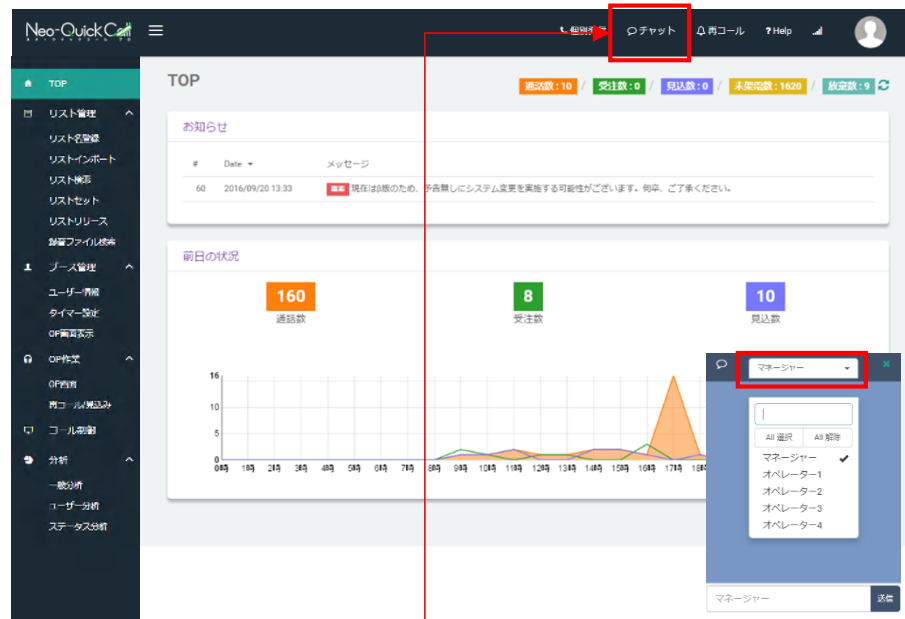 Neo-QuickCall
ネオ・クイックコール プロ
チャット
再コール
?Help
TOP
リスト管理
リスト名登録
リストインポート
リスト検索
リストセット
リストリリース
録音ファイル検索
ブース管理
ユーザー情報
タイマー設定
OP画面表示
OP作業
OP画面
再コール/見込み
コール制御
分析
一般分析
ユーザー分析
ステータス分析
TOP
通話数:10 / 受注数:0 / 見込数:0 / 未架電数:1620 / 放棄数:9
お知らせ
# Date メッセージ
60 2016/09/20 13:33 重要 現在はβ版のため、予告無しにシステム変更を実施する可能性がございます。何卒、ご了承ください。
前日の状況
160 8 10
通話数 受注数 見込数
16
10
5
0
0時 1時 2時 3時 4時 5時 6時 7時 8時 9時 10時 11時 12時 13時 14時 15時 16時 17時 18時
マネージャー
All 選択 All 解除
マネージャー
オペレーター1
オペレーター2
オペレーター3
オペレーター4
マネージャー 送信